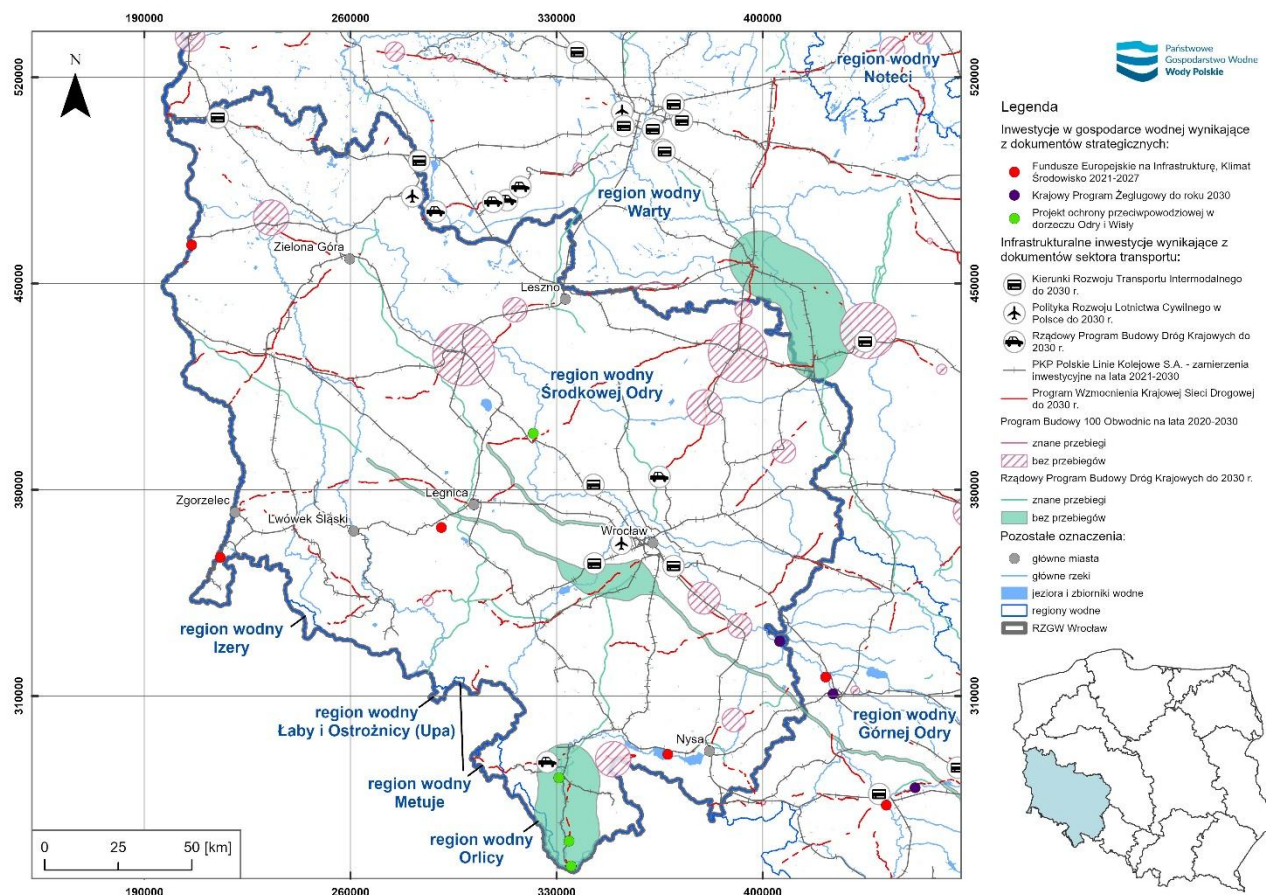 190000 260000 330000 400000
N
520000
450000
380000
310000
520000
450000
380000
310000
region wodny
Noteci
region wodny
Warty
Zielona Góra
Leszno
region wodny
Środkowej Odry
Zgorzelec
Lwówek Śląski
Legnica
Wrocław
region wodny
Izery
region wodny
Łaby i Ostrożnicy (Upa)
region wodny
Metuje
region wodny
Orlicy
Nysa
region wodny
Górnej Odry
0 25 50 [km]
190000 260000 330000 400000
Państwowe
Gospodarstwo Wodne
Wody Polskie
Legenda
Inwestycje w gospodarce wodnej wynikające
z dokumentów strategicznych:
Fundusze Europejskie na Infrastrukturę, Klimat
Środowisko 2021-2027
Krajowy Program Żeglugowy do roku 2030
Projekt ochrony przeciwpowodziowej w
dorzeczu Odry i Wisły
Infrastrukturalne inwestycje wynikające z
dokumentów sektora transportu:
Kierunki Rozwoju Transportu Intermodalnego
do 2030 r.
Polityka Rozwoju Lotnictwa Cywilnego w
Polsce do 2030 r.
Rządowy Program Budowy Dróg Krajowych do
2030 r.
PKP Polskie Linie Kolejowe S.A. - zamierzenia
inwestycyjne na lata 2021-2030
Program Wzmocnienia Krajowej Sieci Drogowej
do 2030 r.
Program Budowy 100 Obwodnic na lata 2020-2030
znane przebiegi
bez przebiegów
Rządowy Program Budowy Dróg Krajowych do 2030 r.
znane przebiegi
bez przebiegów
Pozostałe oznaczenia:
główne miasta
główne rzeki
jeziora i zbiorniki wodne
regiony wodne
RZGW Wrocław